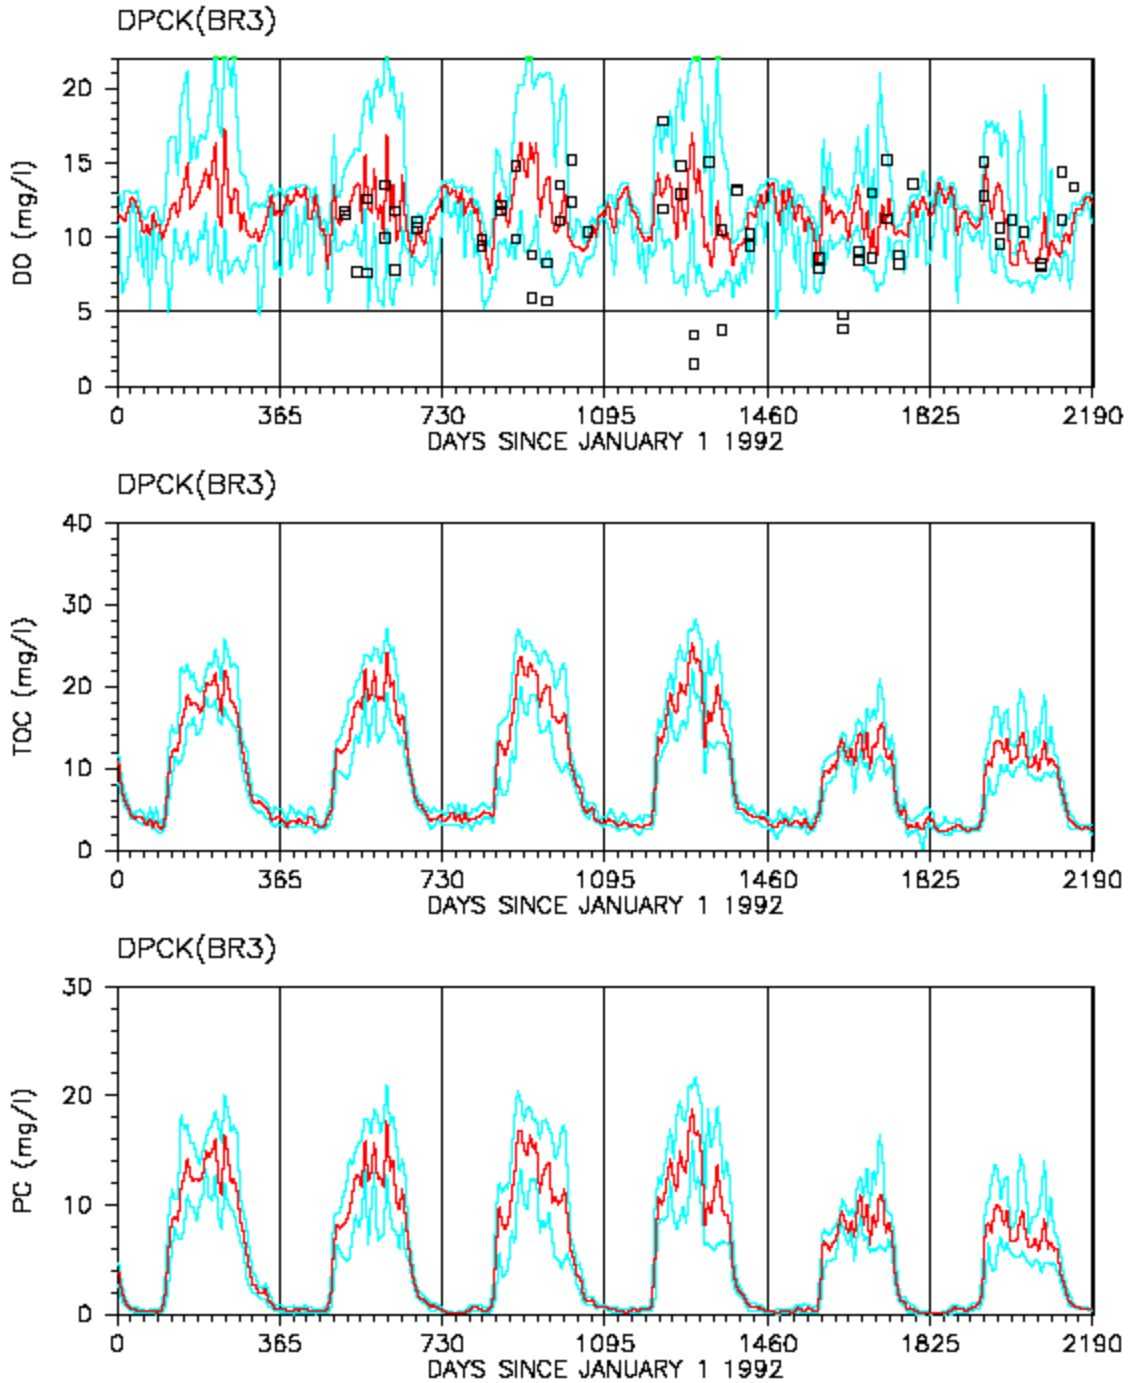 DPCK(BR3)
20
15
10
5
0
DO (mg/l)
0 365 730 1095 1460 1825 2190
DAYS SINCE JANUARY 1 1992
DPCK(BR3)
40
30
20
10
0
TOC (mg/l)
0 365 730 1095 1460 1825 2190
DAYS SINCE JANUARY 1 1992
DPCK(BR3)
30
20
10
0
PC (mg/l)
0 365 730 1095 1460 1825 2190
DAYS SINCE JANUARY 1 1992